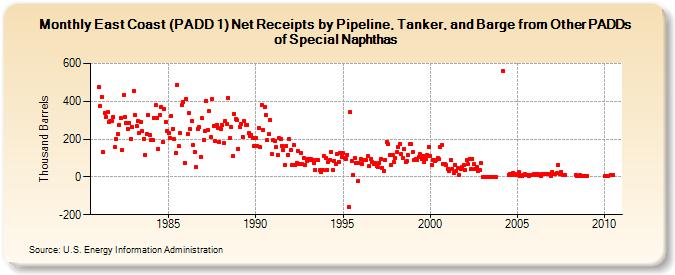 Monthly East Coast (PADD 1) Net Receipts by Pipeline, Tanker, and Barge from Other PADDs
of Special Naphthas
Thousand Barrels
600
400
200
0
-200
1985
1990
1995
2000
2005
2010
Source: U.S. Energy Information Administration